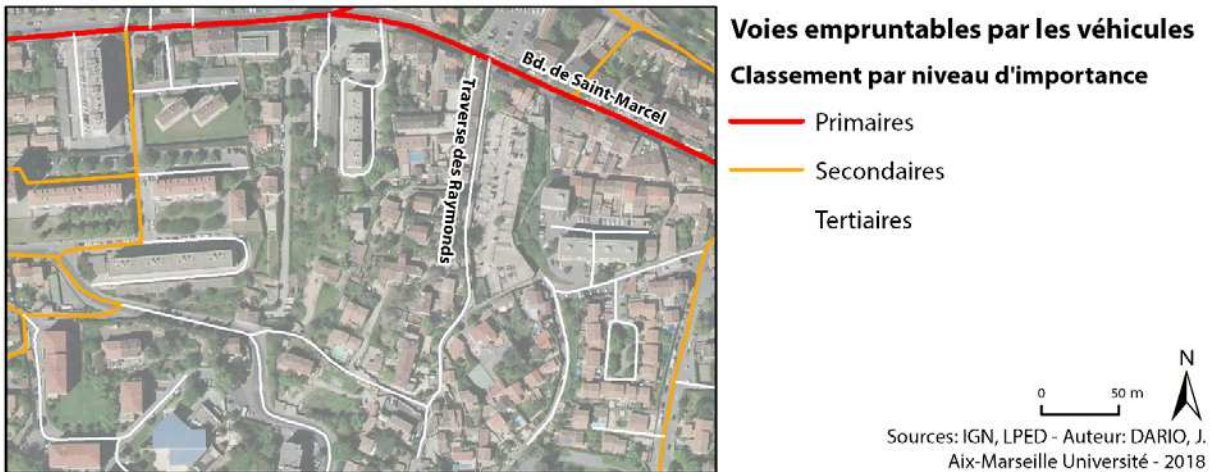 Voies empruntables par les véhicules
Classement par niveau d'importance
Primaires
Secondaires
Tertiaires
Bd. de Saint-Marcel
Traverse des Raymonds
N
0 50 m
Sources: IGN, LPED - Auteur: DARIO, J.
Aix-Marseille Université - 2018